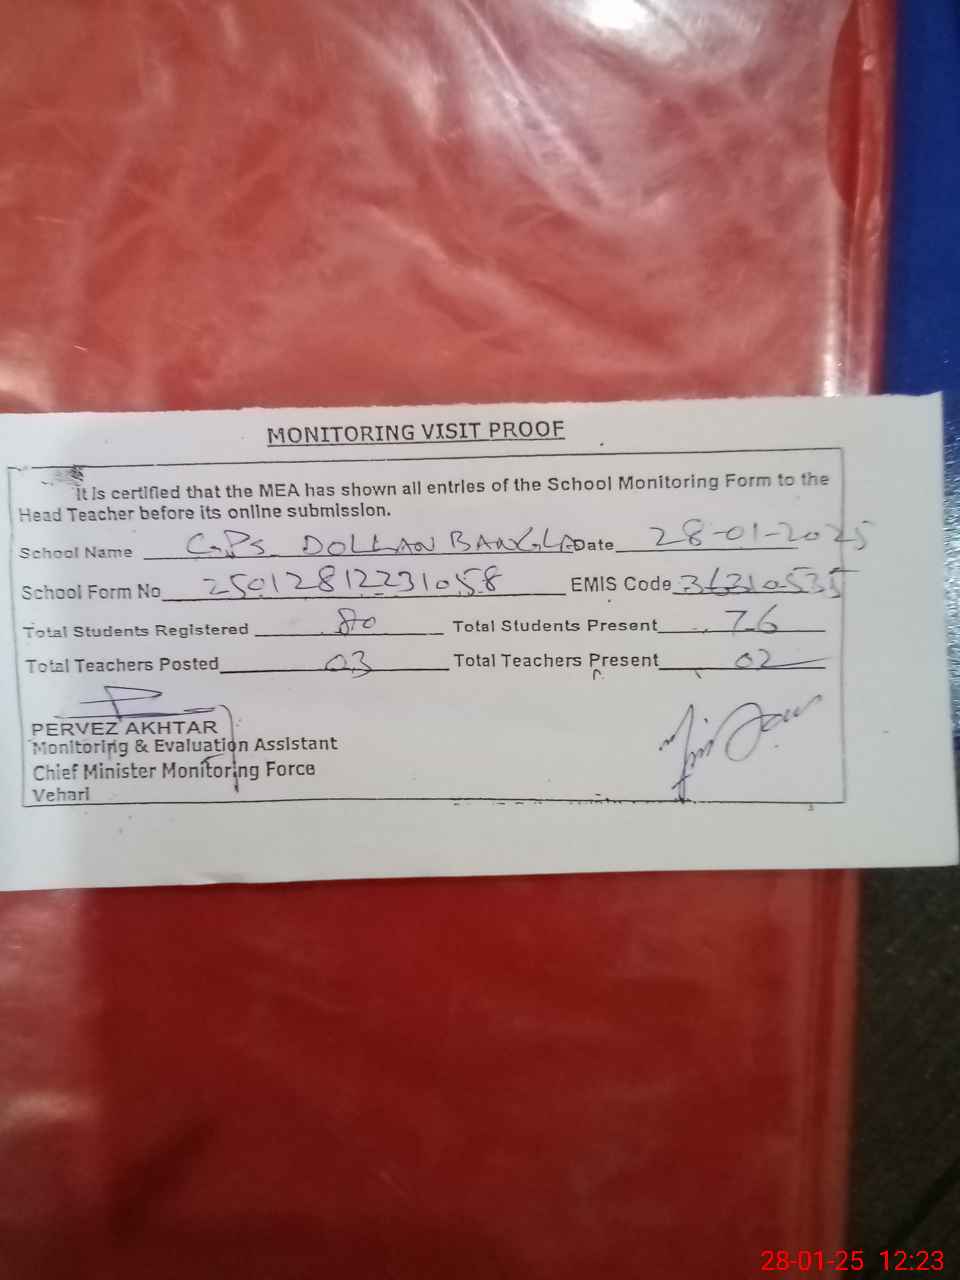 MONITORING VISIT PROOF
It is certified that the MEA has shown all entries of the School Monitoring Form to the
Head Teacher before its online submission.
School Name G.P.S. DOLLAN BANGLA Date 28-01-2025
School Form No 25012812231058 EMIS Code 36310535
Total Students Registered 80 Total Students Present 76
Total Teachers Posted 03 Total Teachers Present 02
PERVEZ AKHTAR
Monitoring & Evaluation Assistant
Chief Minister Monitoring Force
Vehari
28-01-25 12:23